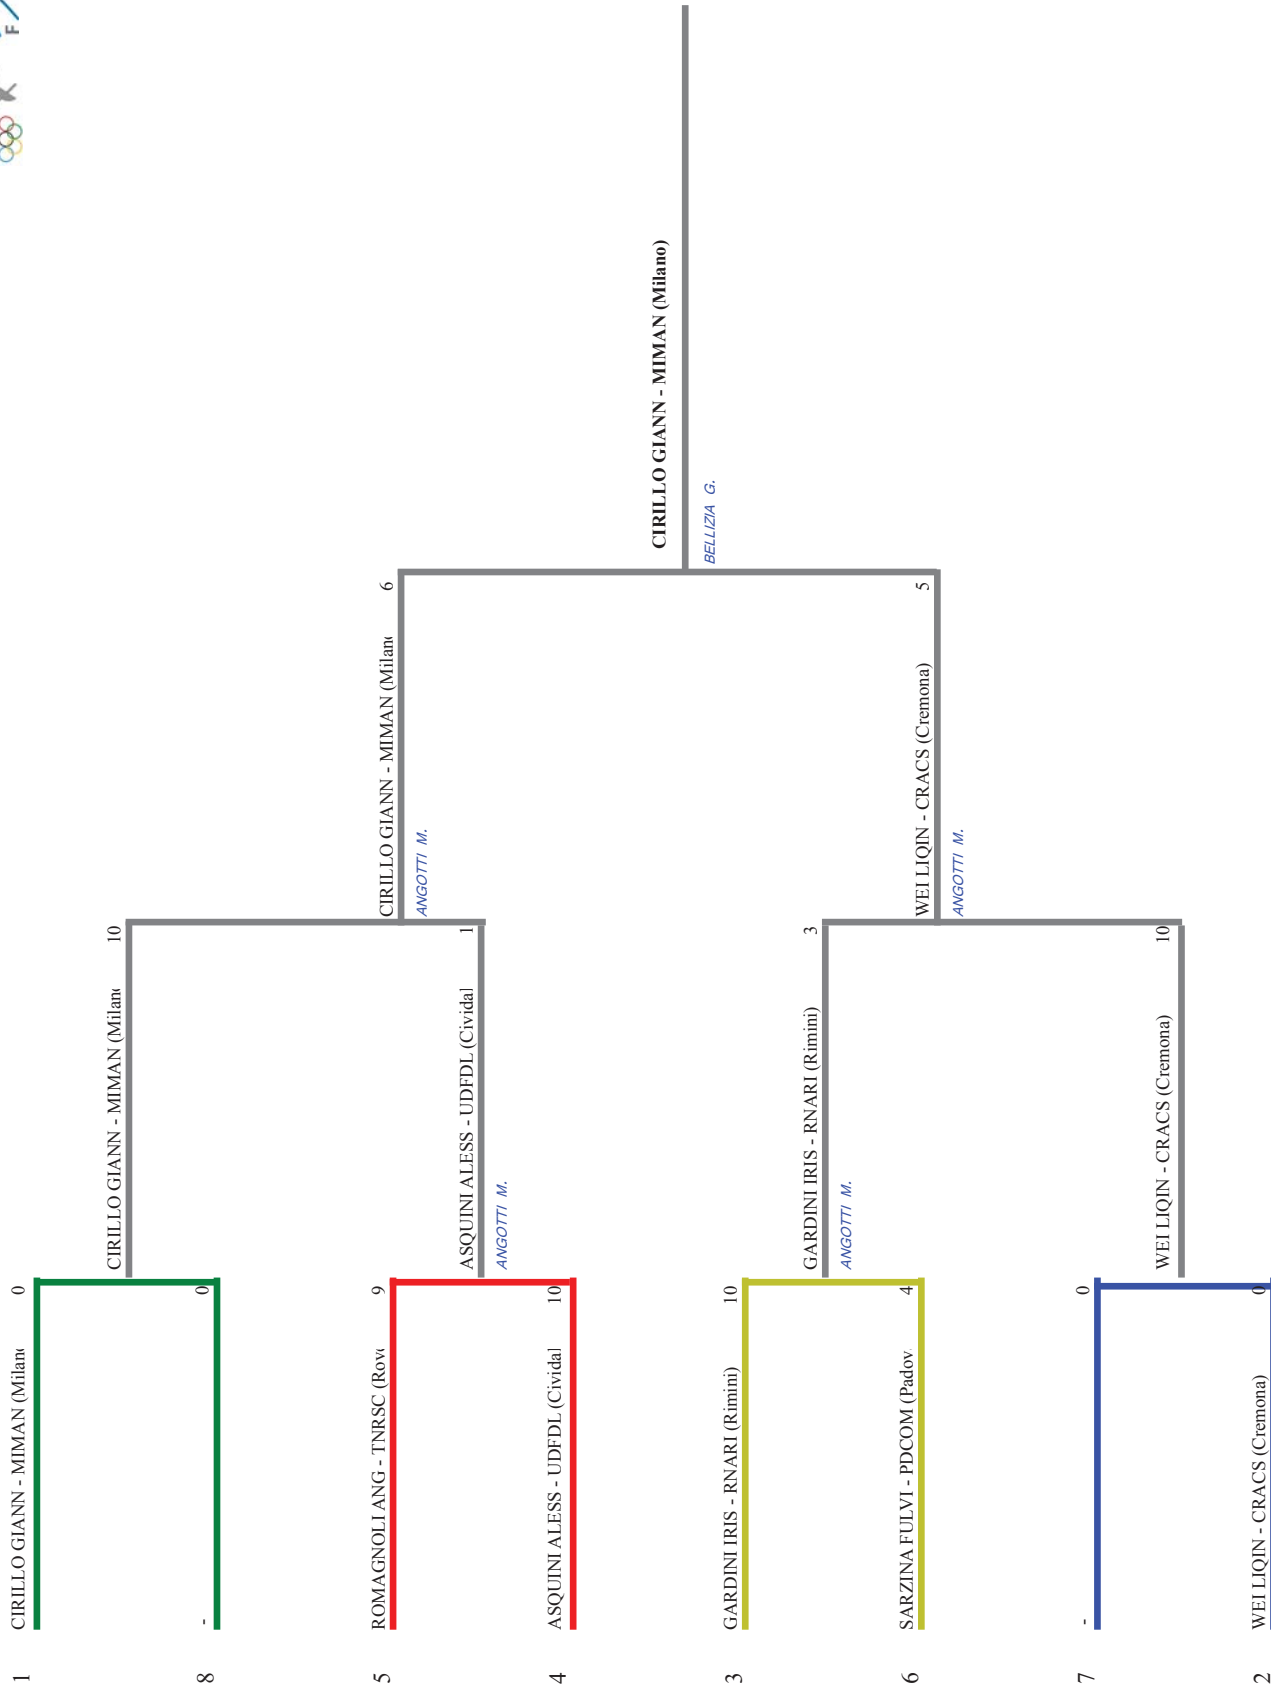 F
1
CIRILLO GIANN - MIMAN (Milan
0
8
-
0
5
ROMAGNOLI ANG - TNRSC (Rov
9
4
ASQUINI ALESS - UDFDL (Cividal
10
3
GARDINI IRIS - RNARI (Rimini)
10
6
SARZINA FULVI - PDCOM (Padov
4
7
-
0
2
WEI LIQIN - CRACS (Cremona)
0
CIRILLO GIANN - MIMAN (Milan
10
ASQUINI ALESS - UDFDL (Cividal
1
ANGOTTI M.
GARDINI IRIS - RNARI (Rimini)
3
ANGOTTI M.
WEI LIQIN - CRACS (Cremona)
10
CIRILLO GIANN - MIMAN (Milan
6
ANGOTTI M.
WEI LIQIN - CRACS (Cremona)
5
ANGOTTI M.
CIRILLO GIANN - MIMAN (Milano)
BELLIZIA G.